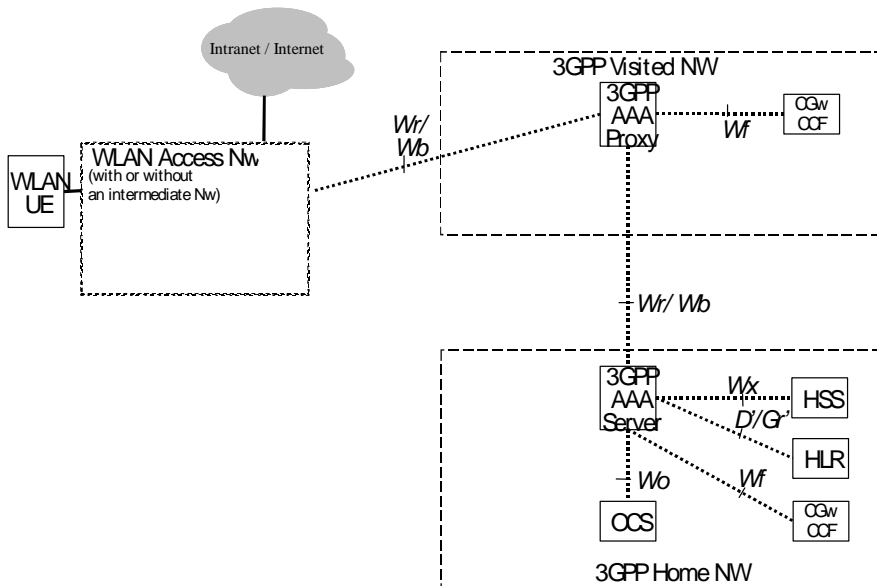 Intranet / Internet
3GPP Visited NW
3GPP
AAA
Proxy
Wf
CGw
CCF
Wr/
Wb
WLAN Access Nw
(with or without
an intermediate Nw)
WLAN
UE
Wr/ Wb
3GPP
AAA
Server
Wx
HSS
D'/Gr'
HLR
Wf
Wo
OCS
CGw
CCF
3GPP Home NW